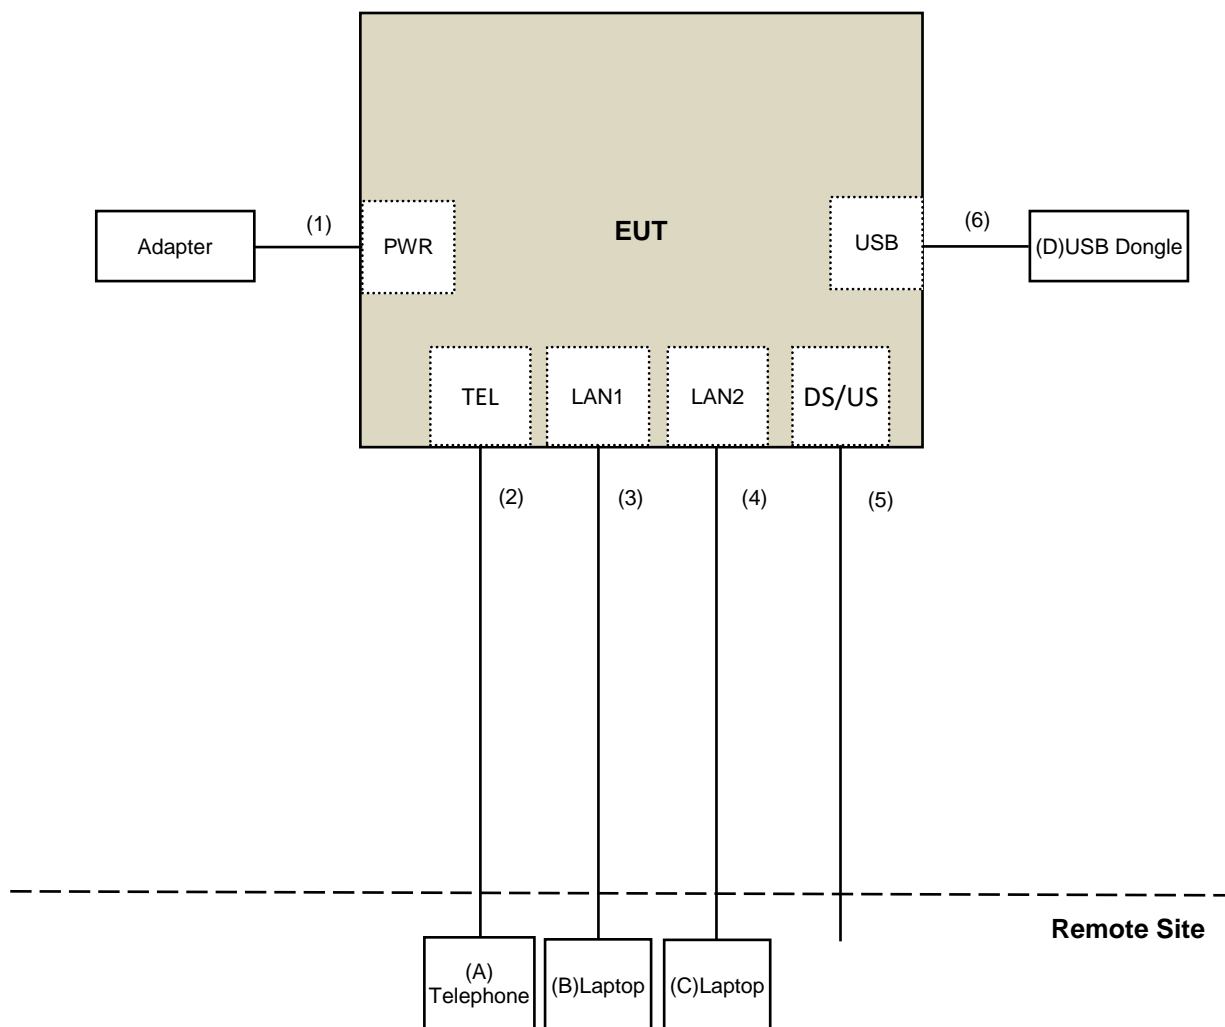 EUT
(1)
(6)
Adapter
PWR
USB
(D)USB Dongle
TEL
LAN1
LAN2
DS/US
(2)
(3)
(4)
(5)
Remote Site
(A)
Telephone
(B)Laptop
(C)Laptop